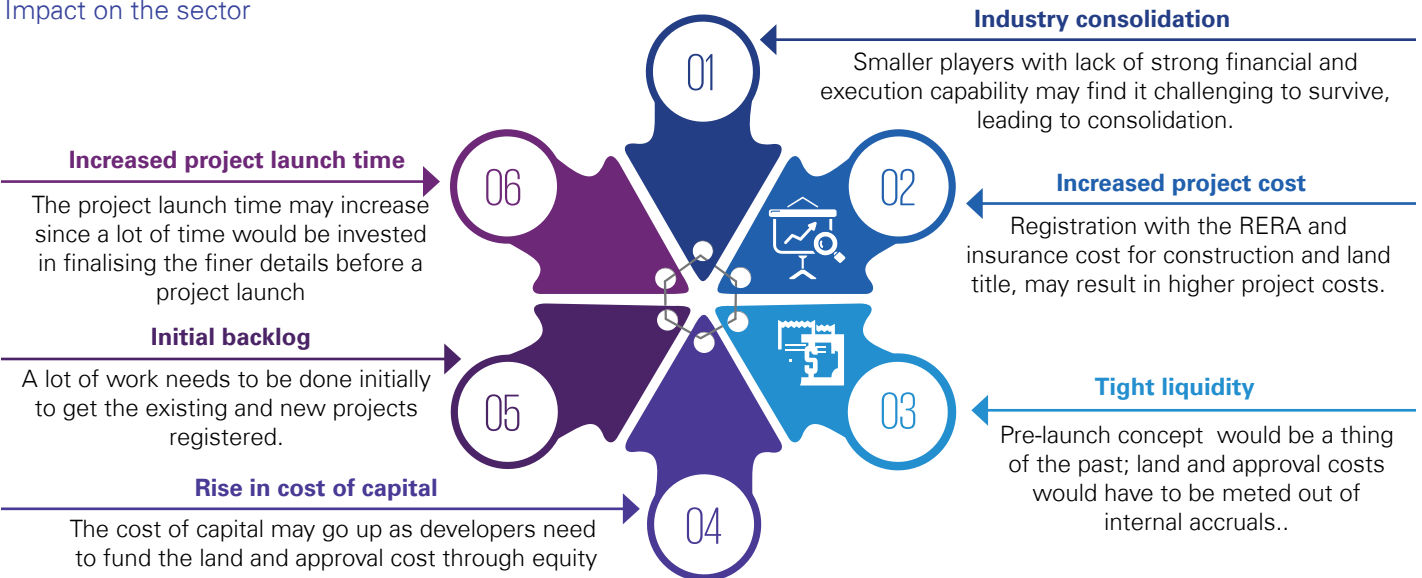 Impact on the sector
01
Industry consolidation
Smaller players with lack of strong financial and
execution capability may find it challenging to survive,
leading to consolidation.
02
Increased project cost
Registration with the RERA and
insurance cost for construction and land
title, may result in higher project costs.
03
Tight liquidity
Pre-launch concept  would be a thing
of the past; land and approval costs
would have to be meted out of
internal accruals..
04
Rise in cost of capital
The cost of capital may go up as developers need
to fund the land and approval cost through equity
05
Initial backlog
A lot of work needs to be done initially
to get the existing and new projects
registered.
06
Increased project launch time
The project launch time may increase
since a lot of time would be invested
in finalising the finer details before a
project launch
$